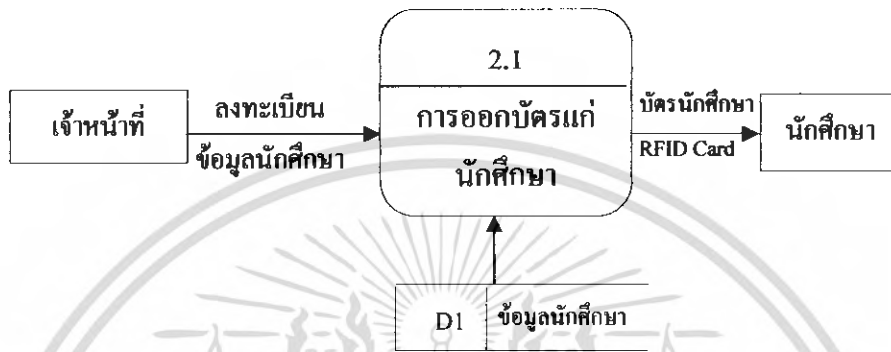 2.1
เจ้าหน้าที่
ลงทะเบียน
ข้อมูลนักศึกษา
การออกบัตรแก่
นักศึกษา
บัตรนักศึกษา
RFID Card
นักศึกษา
D1
ข้อมูลนักศึกษา